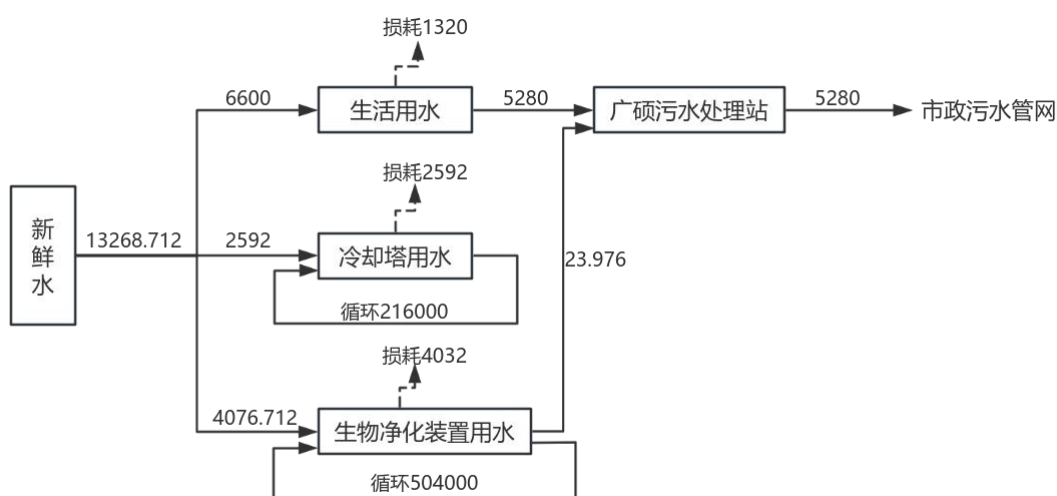 损耗1320
6600
生活用水
5280
广硕污水处理站
5280
市政污水管网
损耗2592
新鲜水
13268.712
2592
冷却塔用水
23.976
循环216000
损耗4032
4076.712
生物净化装置用水
循环504000